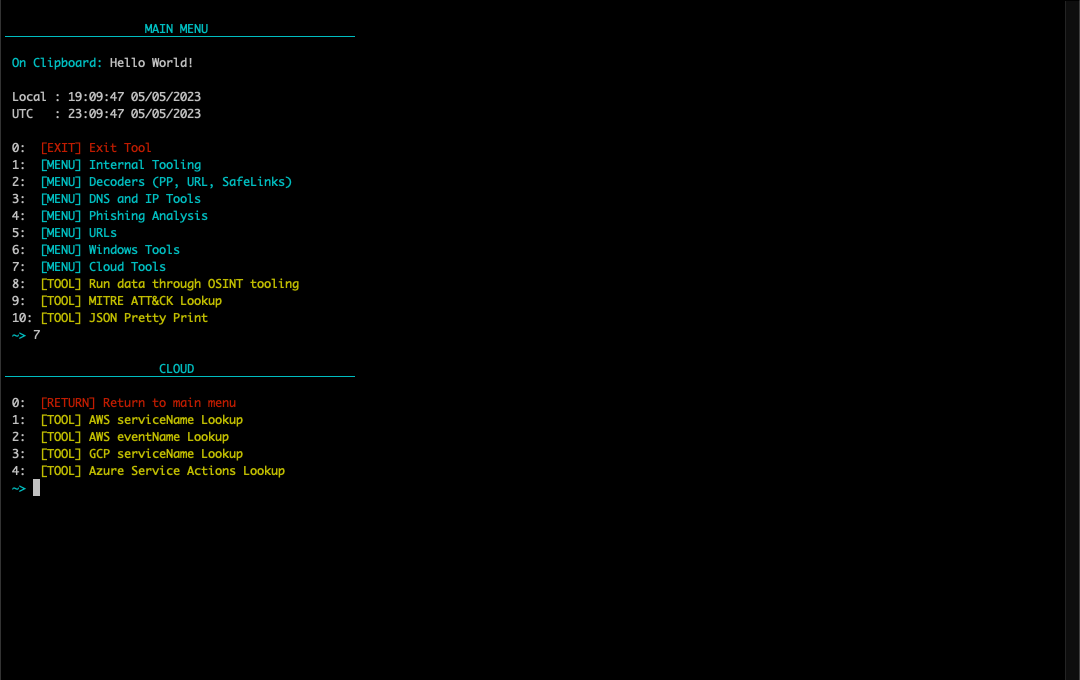 MAIN MENU
On Clipboard: Hello World!
Local : 19:09:47 05/05/2023
UTC   : 23:09:47 05/05/2023
0:  [EXIT] Exit Tool
1:  [MENU] Internal Tooling
2:  [MENU] Decoders (PP, URL, SafeLinks)
3:  [MENU] DNS and IP Tools
4:  [MENU] Phishing Analysis
5:  [MENU] URLs
6:  [MENU] Windows Tools
7:  [MENU] Cloud Tools
8:  [TOOL] Run data through OSINT tooling
9:  [TOOL] MITRE ATT&CK Lookup
10: [TOOL] JSON Pretty Print
~> 7
CLOUD
0:  [RETURN] Return to main menu
1:  [TOOL] AWS serviceName Lookup
2:  [TOOL] AWS eventName Lookup
3:  [TOOL] GCP serviceName Lookup
4:  [TOOL] Azure Service Actions Lookup
~>